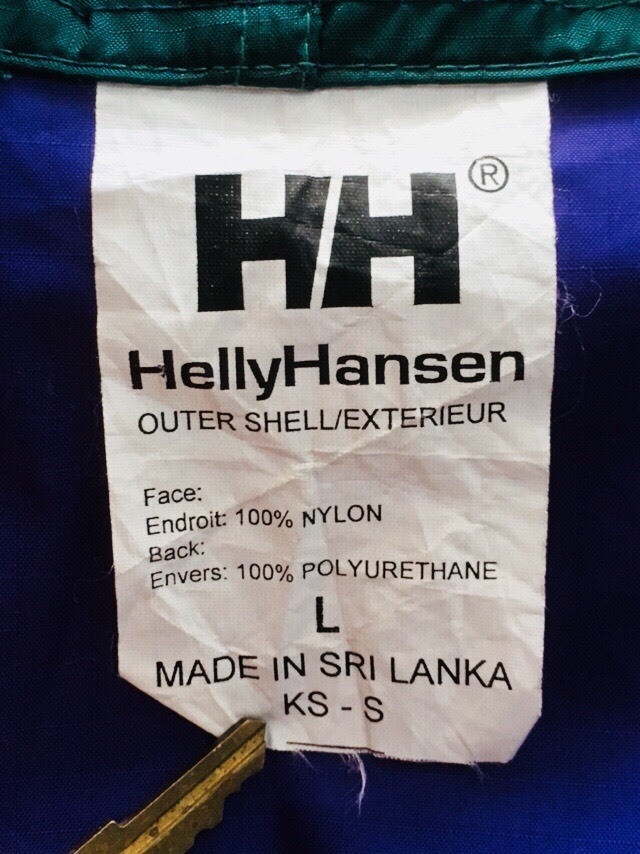 HH®
HellyHansen
OUTER SHELL/EXTERIEUR
Face:
Endroit: 100% NYLON
Back:
Envers: 100% POLYURETHANE
L
MADE IN SRI LANKA
KS - S